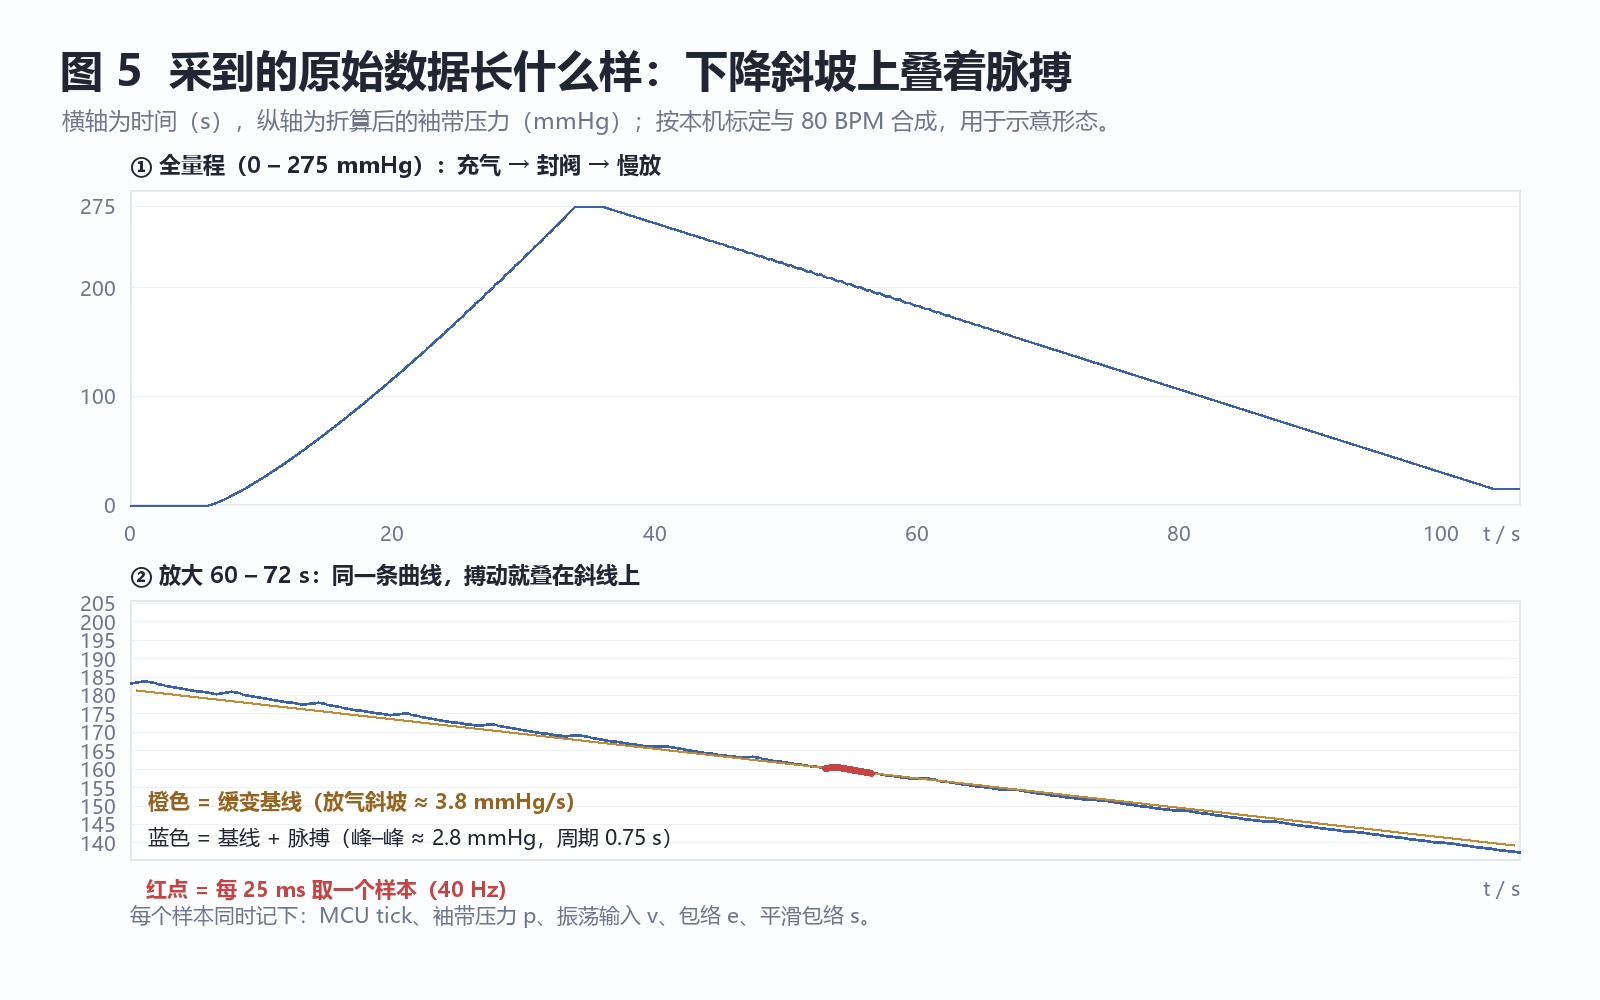 图 5 采到的原始数据长什么样：下降斜坡上叠着脉搏
横轴为时间（s），纵轴为折算后的袖带压力（mmHg）；按本机标定与 80 BPM 合成，用于示意形态。
① 全量程（0 – 275 mmHg）：充气 → 封阀 → 慢放
275
200
100
0
0 20 40 60 80 100 t / s
② 放大 60 – 72 s：同一条曲线，搏动就叠在斜线上
205
200
195
190
185
180
175
170
165
160
155
150
145
140
橙色 = 缓变基线（放气斜坡 ≈ 3.8 mmHg/s）
蓝色 = 基线 + 脉搏（峰–峰 ≈ 2.8 mmHg，周期 0.75 s）
红点 = 每 25 ms 取一个样本（40 Hz）
t / s
每个样本同时记下：MCU tick、袖带压力 p、振荡输入 v、包络 e、平滑包络 s。